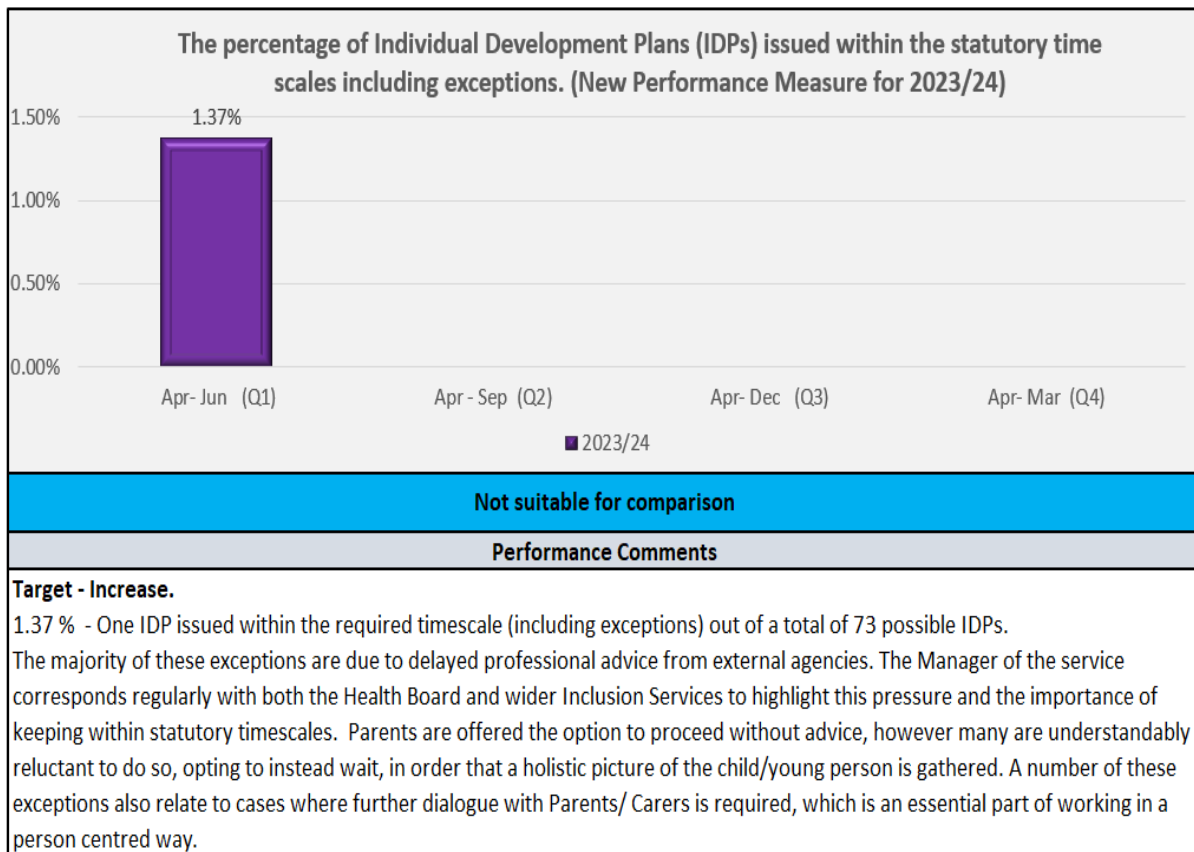 The percentage of Individual Development Plans (IDPs) issued within the statutory time
scales including exceptions. (New Performance Measure for 2023/24)
1.50%
1.37%
1.00%
0.50%
0.00%
Apr- Jun (Q1)
Apr - Sep (Q2)
Apr- Dec (Q3)
Apr- Mar (Q4)
2023/24
Not suitable for comparison
Performance Comments
Target - Increase.
1.37 % - One IDP issued within the required timescale (including exceptions) out of a total of 73 possible IDPs.
The majority of these exceptions are due to delayed professional advice from external agencies. The Manager of the service
corresponds regularly with both the Health Board and wider Inclusion Services to highlight this pressure and the importance of
keeping within statutory timescales. Parents are offered the option to proceed without advice, however many are understandably
reluctant to do so, opting to instead wait, in order that a holistic picture of the child/young person is gathered. A number of these
exceptions also relate to cases where further dialogue with Parents/ Carers is required, which is an essential part of working in a
person centred way.